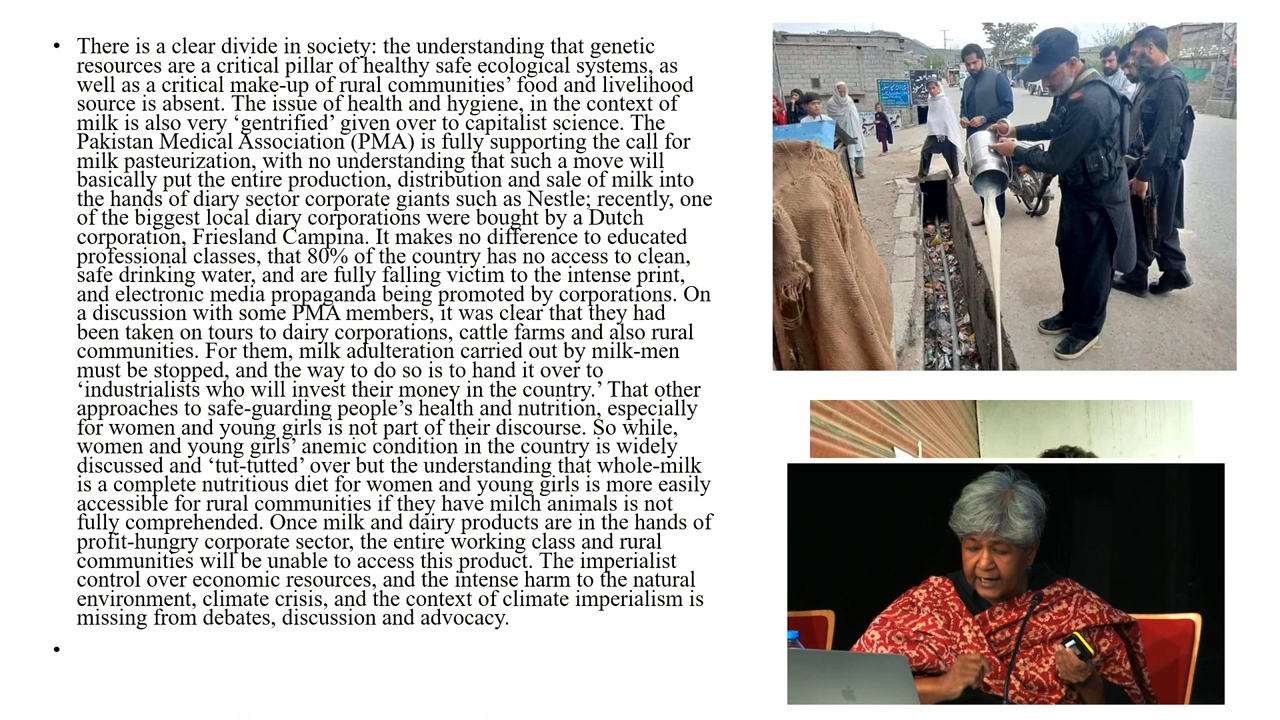 • There is a clear divide in society: the understanding that genetic
resources are a critical pillar of healthy safe ecological systems, as
well as a critical make-up of rural communities’ food and livelihood
source is absent. The issue of health and hygiene, in the context of
milk is also very ‘gentrified’ given over to capitalist science. The
Pakistan Medical Association (PMA) is fully supporting the call for
milk pasteurization, with no understanding that such a move will
basically put the entire production, distribution and sale of milk into
the hands of diary sector corporate giants such as Nestle; recently, one
of the biggest local diary corporations were bought by a Dutch
corporation, Friesland Campina. It makes no difference to educated
professional classes, that 80% of the country has no access to clean,
safe drinking water, and are fully falling victim to the intense print,
and electronic media propaganda being promoted by corporations. On
a discussion with some PMA members, it was clear that they had
been taken on tours to dairy corporations, cattle farms and also rural
communities. For them, milk adulteration carried out by milk-men
must be stopped, and the way to do so is to hand it over to
‘industrialists who will invest their money in the country.’ That other
approaches to safe-guarding people’s health and nutrition, especially
for women and young girls is not part of their discourse. So while,
women and young girls’ anemic condition in the country is widely
discussed and ‘tut-tutted’ over but the understanding that whole-milk
is a complete nutritious diet for women and young girls is more easily
accessible for rural communities if they have milch animals is not
fully comprehended. Once milk and dairy products are in the hands of
profit-hungry corporate sector, the entire working class and rural
communities will be unable to access this product. The imperialist
control over economic resources, and the intense harm to the natural
environment, climate crisis, and the context of climate imperialism is
missing from debates, discussion and advocacy.
•